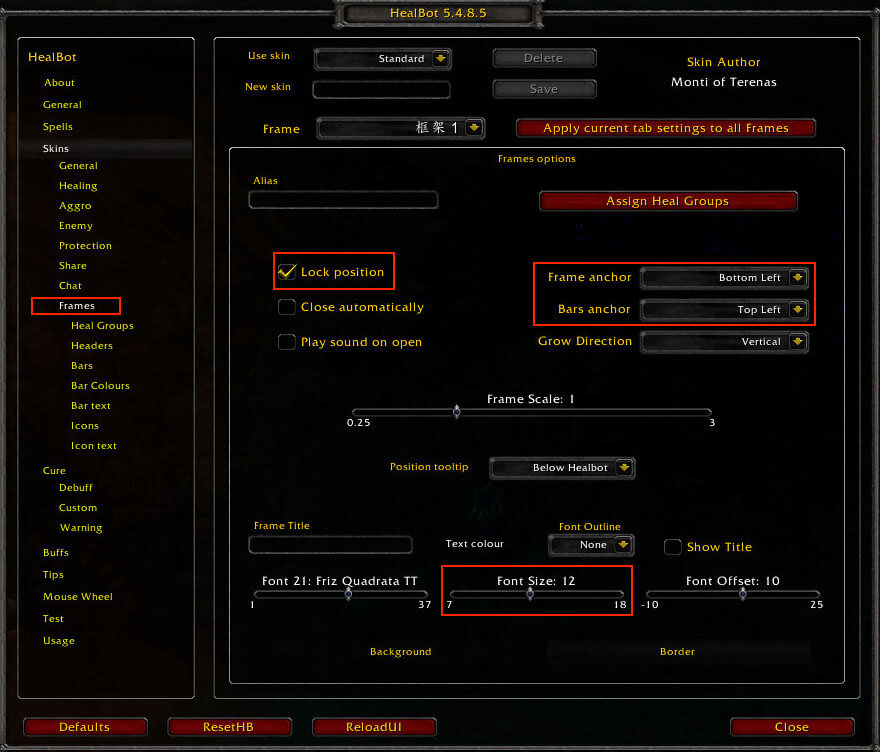 HealBot 5.4.8.5
HealBot
About
General
Spells
Skins
General
Healing
Aggro
Enemy
Protection
Share
Chat
Frames
Heal Groups
Headers
Bars
Bar Colours
Bar text
Icons
Icon text
Cure
Debuff
Custom
Warning
Buffs
Tips
Mouse Wheel
Test
Usage
Use skin Standard Delete Skin Author
New skin Save Monti of Terenas
Frame 框架 1 Apply current tab settings to all Frames
Frames options
Alias
Assign Heal Groups
Lock position Frame anchor Bottom Left
Close automatically Bars anchor Top Left
Play sound on open Grow Direction Vertical
Frame Scale: 1
0.25 3
Position tooltip Below Healbot
Frame Title Text colour Font Outline
None Show Title
Font 21: Friz Quadrata TT Font Size: 12 Font Offset: 10
1 37 7 18 -10 25
Background Border
Defaults ResetHB ReloadUI Close